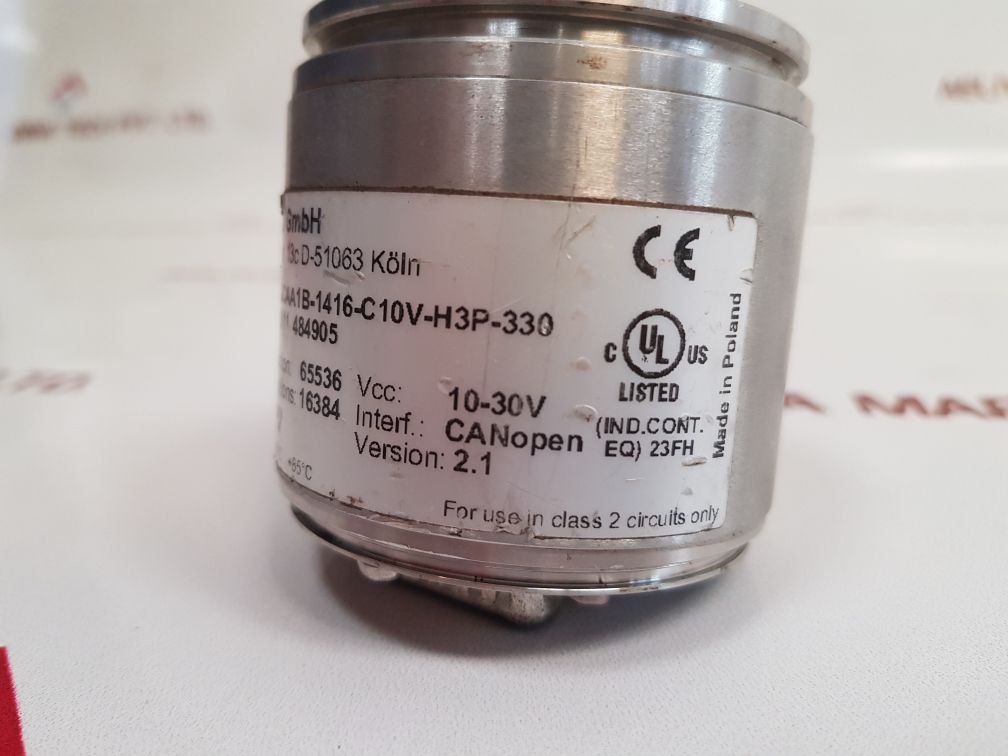 GmbH
13c D-51063 Köln
CAA1B-1416-C10V-H3P-330
484905
65536
16384
Vcc: 10-30V
Interf.: CANopen
Version: 2.1
+85°C
For use in class 2 circuits only
CE
C UL US
LISTED
(IND.CONT.
EQ) 23FH
Made in Poland